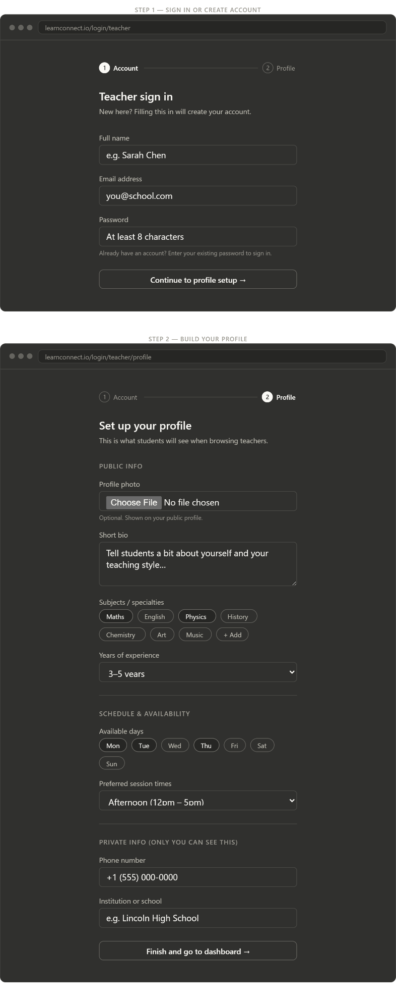 STEP 1 — SIGN IN OR CREATE ACCOUNT
learnconnect.io/login/teacher
1 Account 2 Profile
Teacher sign in
New here? Filling this in will create your account.
Full name
e.g. Sarah Chen
Email address
you@school.com
Password
At least 8 characters
Already have an account? Enter your existing password to sign in.
Continue to profile setup →
STEP 2 — BUILD YOUR PROFILE
learnconnect.io/login/teacher/profile
1 Account 2 Profile
Set up your profile
This is what students will see when browsing teachers.
PUBLIC INFO
Profile photo
Choose File No file chosen
Optional. Shown on your public profile.
Short bio
Tell students a bit about yourself and your
teaching style...
Subjects / specialties
Maths English Physics History
Chemistry Art Music + Add
Years of experience
3–5 years
SCHEDULE & AVAILABILITY
Available days
Mon Tue Wed Thu Fri Sat
Sun
Preferred session times
Afternoon (12pm – 5pm)
PRIVATE INFO (ONLY YOU CAN SEE THIS)
Phone number
+1 (555) 000-0000
Institution or school
e.g. Lincoln High School
Finish and go to dashboard →